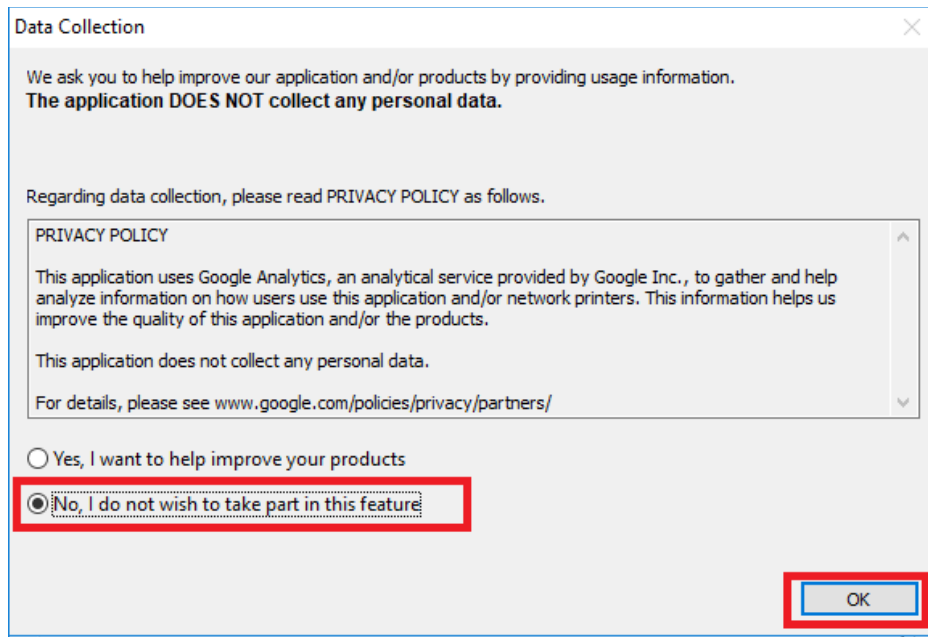 Data Collection
We ask you to help improve our application and/or products by providing usage information.
The application DOES NOT collect any personal data.
Regarding data collection, please read PRIVACY POLICY as follows.
PRIVACY POLICY
This application uses Google Analytics, an analytical service provided by Google Inc., to gather and help
analyze information on how users use this application and/or network printers. This information helps us
improve the quality of this application and/or the products.
This application does not collect any personal data.
For details, please see www.google.com/policies/privacy/partners/
Yes, I want to help improve your products
No, I do not wish to take part in this feature
OK